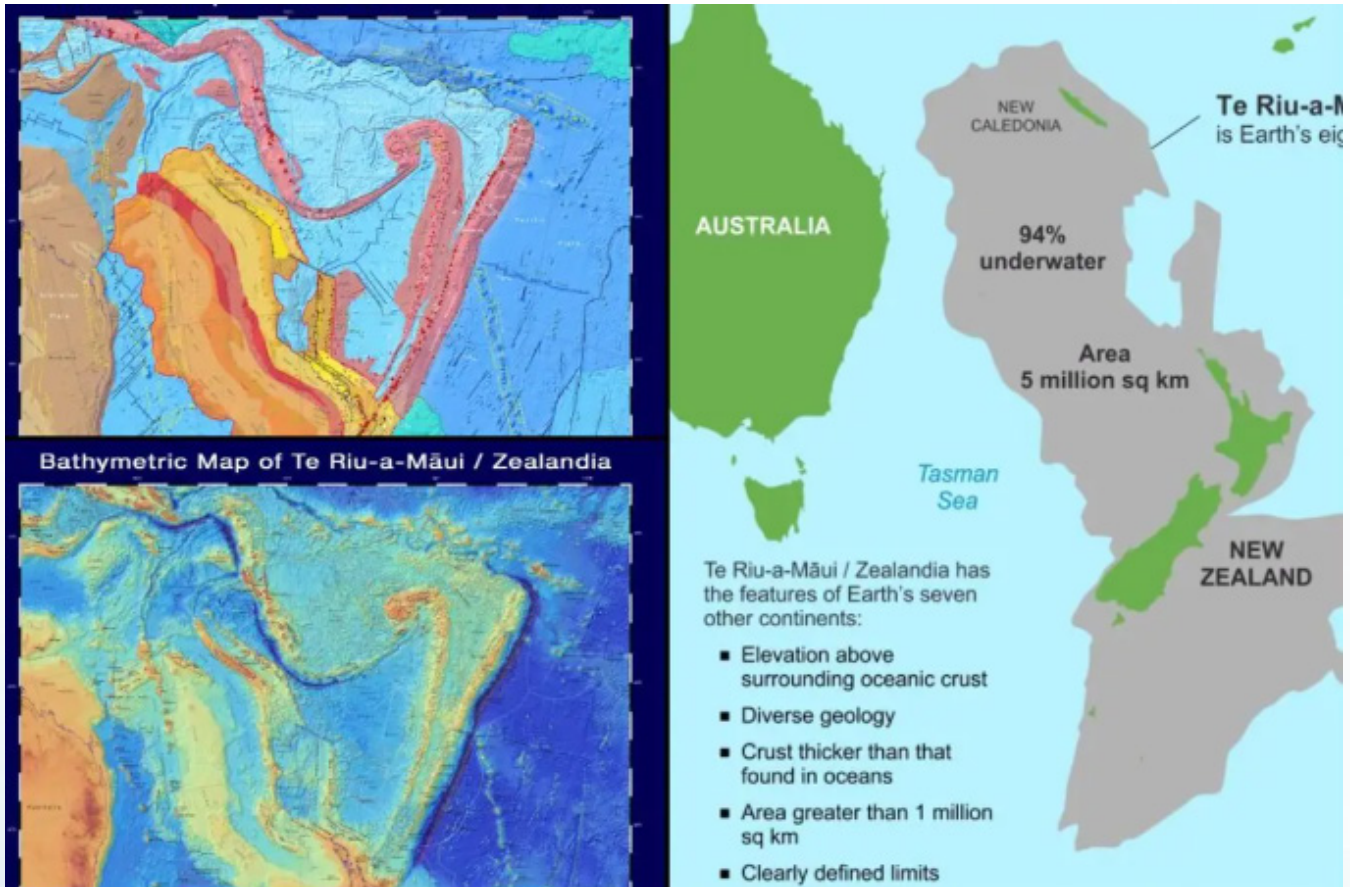 Bathymetric Map of Te Riu-a-Māui / Zealandia
AUSTRALIA
NEW
CALEDONIA
Te Riu-a-M
is Earth's eig
94%
underwater
Area
5 million sq km
Tasman
Sea
NEW
ZEALAND
Te Riu-a-Māui / Zealandia has
the features of Earth's seven
other continents:
▪ Elevation above
surrounding oceanic crust
▪ Diverse geology
▪ Crust thicker than that
found in oceans
▪ Area greater than 1 million
sq km
▪ Clearly defined limits